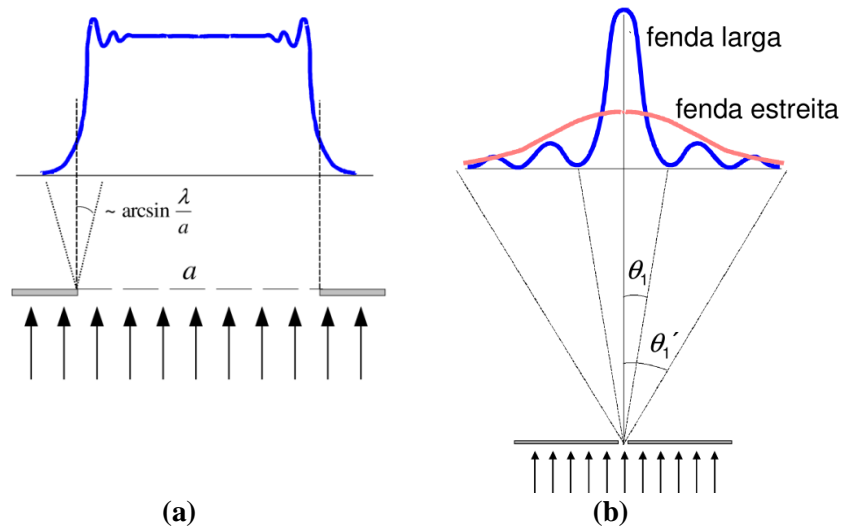 fenda larga
fenda estreita
~ arcsin λ/a
a
θ₁
θ₁´
(a)
(b)